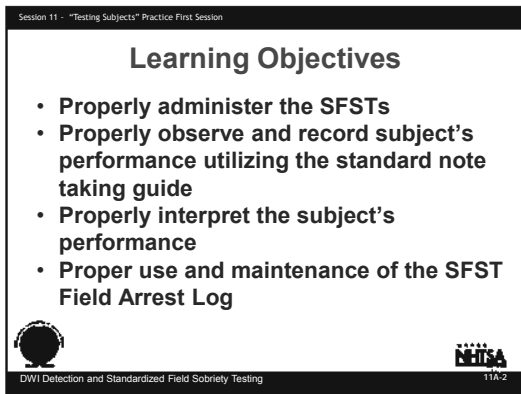 Session 11 - "Testing Subjects" Practice First Session
Learning Objectives
• Properly administer the SFSTs
• Properly observe and record subject's
performance utilizing the standard note
taking guide
• Properly interpret the subject's
performance
• Proper use and maintenance of the SFST
Field Arrest Log
NHTSA
DWI Detection and Standardized Field Sobriety Testing
11A-2